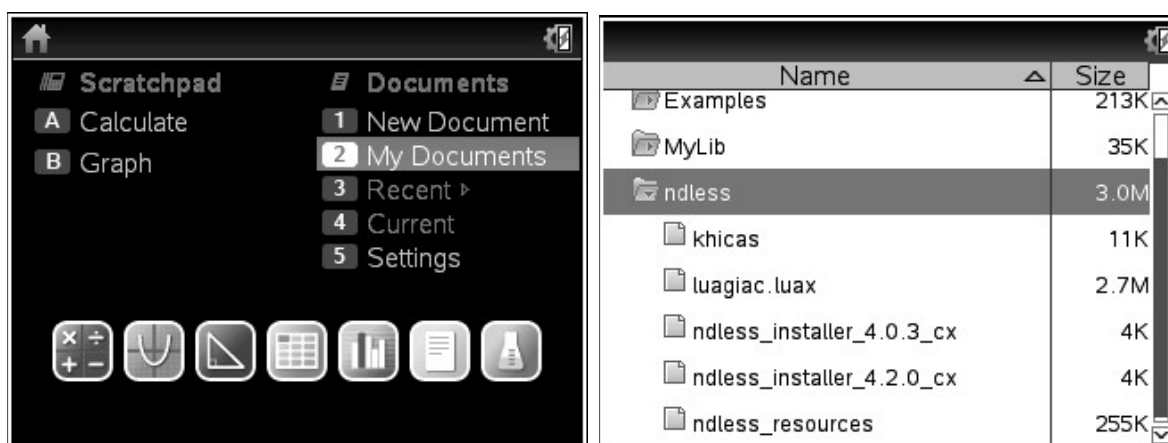 Scratchpad
A Calculate
B Graph
Documents
1 New Document
2 My Documents
3 Recent ▹
4 Current
5 Settings
Name Size
Examples 213K
MyLib 35K
ndless 3.0M
khicas 11K
luagiac.luax 2.7M
ndless_installer_4.0.3_cx 4K
ndless_installer_4.2.0_cx 4K
ndless_resources 255K